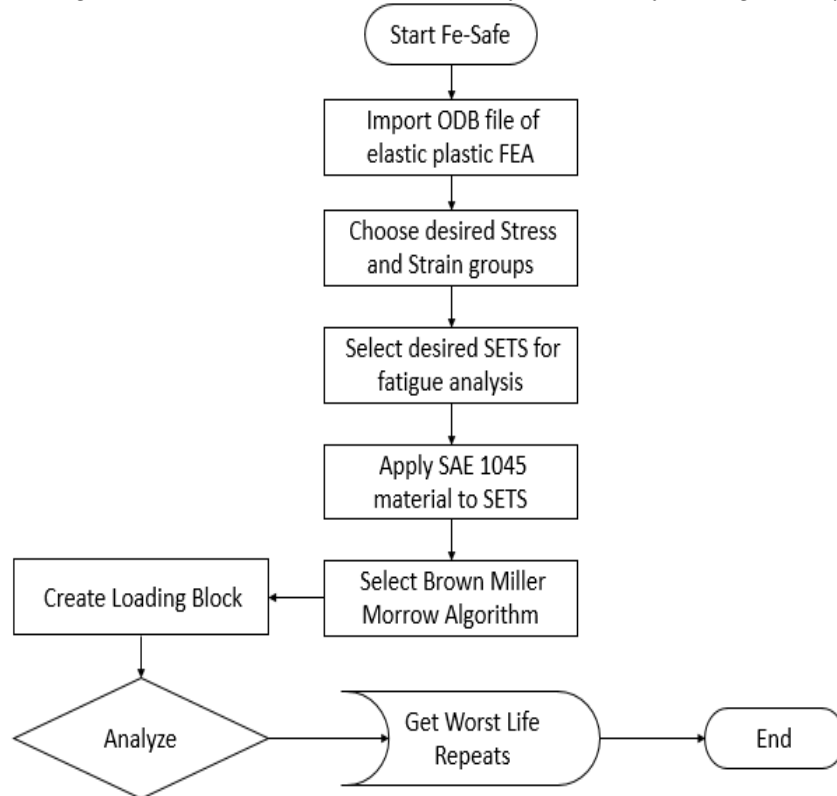 Start Fe-Safe
Import ODB file of
elastic plastic FEA
Choose desired Stress
and Strain groups
Select desired SETS for
fatigue analysis
Apply SAE 1045
material to SETS
Select Brown Miller
Morrow Algorithm
Create Loading Block
Analyze
Get Worst Life
Repeats
End